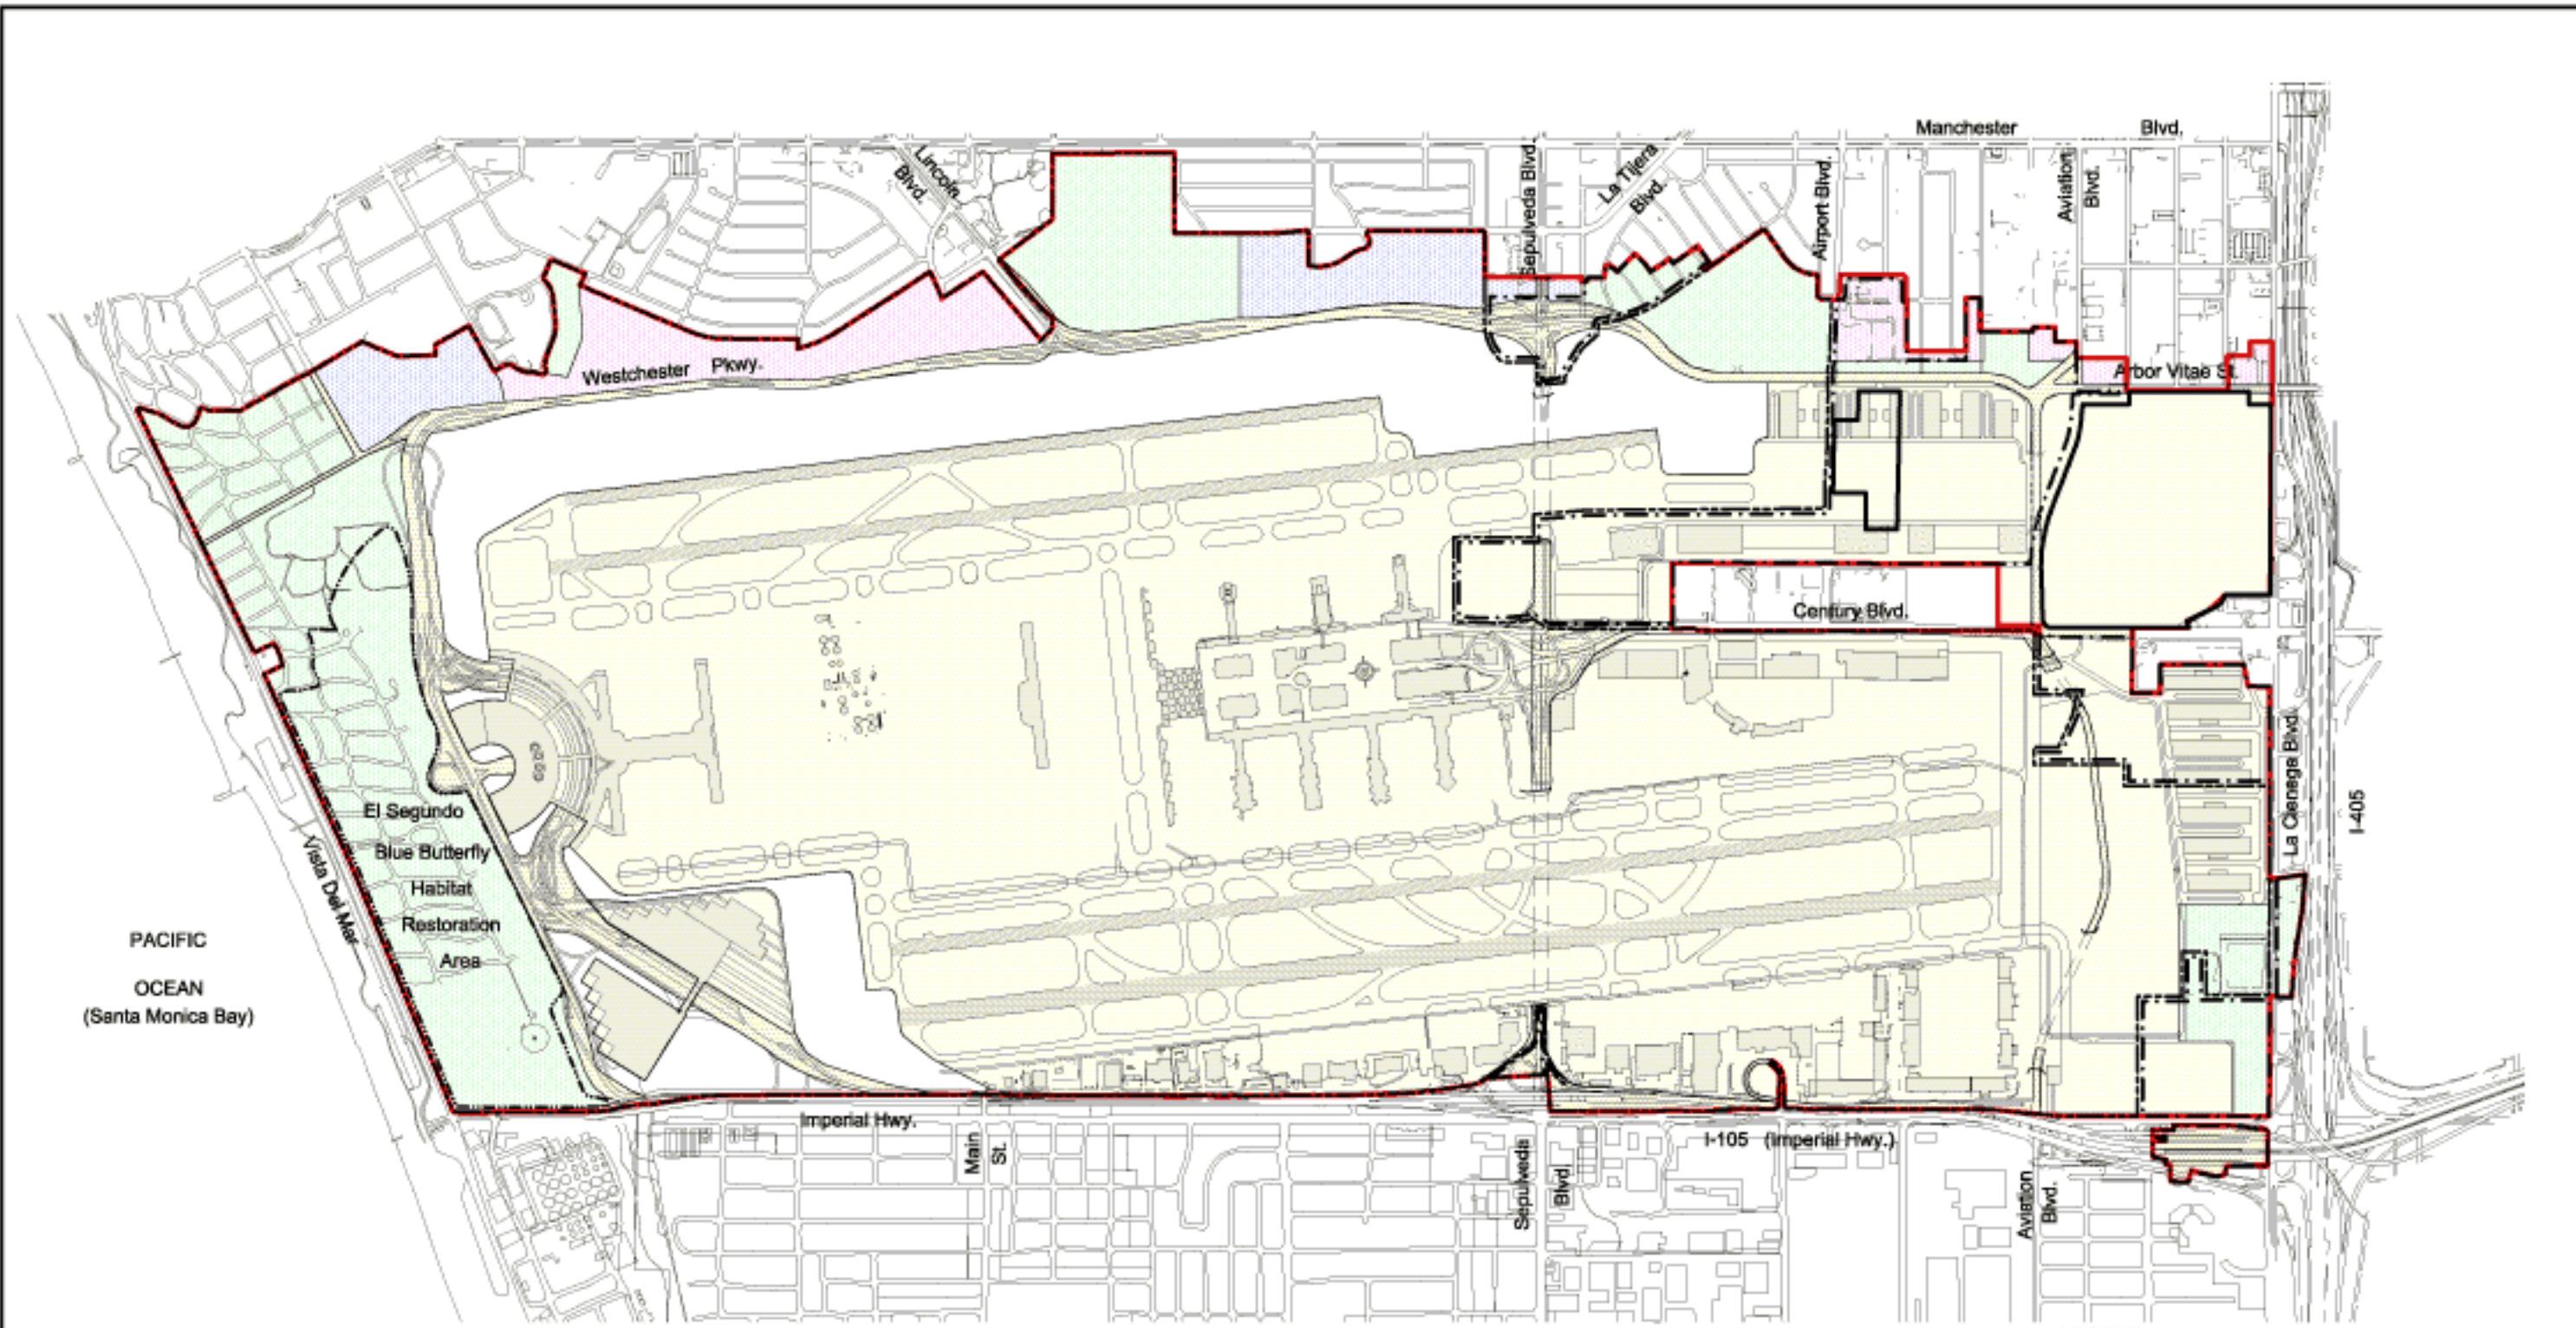 Manchester Blvd.
Lincoln
Blvd.
Sepulveda Blvd.
La Tijera
Blvd.
Airport Blvd.
Aviation
Blvd.
Westchester Pkwy.
Arbor Vitae St.
Century Blvd.
La Cienega Blvd.
I-405
El Segundo
Blue Butterfly
Habitat
Restoration
Area
Vista Del Mar
PACIFIC
OCEAN
(Santa Monica Bay)
Imperial Hwy.
Main
St.
Sepulveda
Blvd.
I-105 (Imperial Hwy.)
Aviation
Blvd.